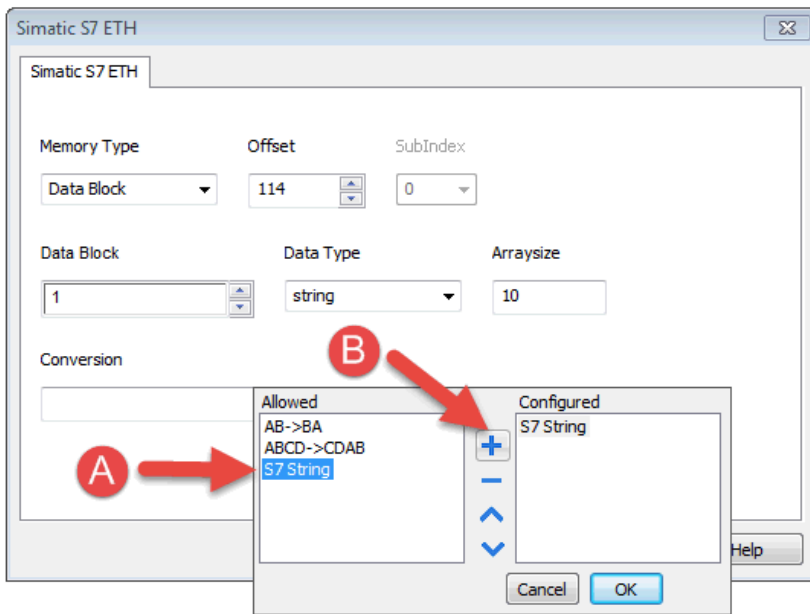 Simatic S7 ETH
Simatic S7 ETH
Memory Type Offset SubIndex
Data Block 114 0
Data Block Data Type Arraysize
1 string 10
Conversion
B
Allowed Configured
AB->BA S7 String
ABCD->CDAB
A S7 String
Help
Cancel OK